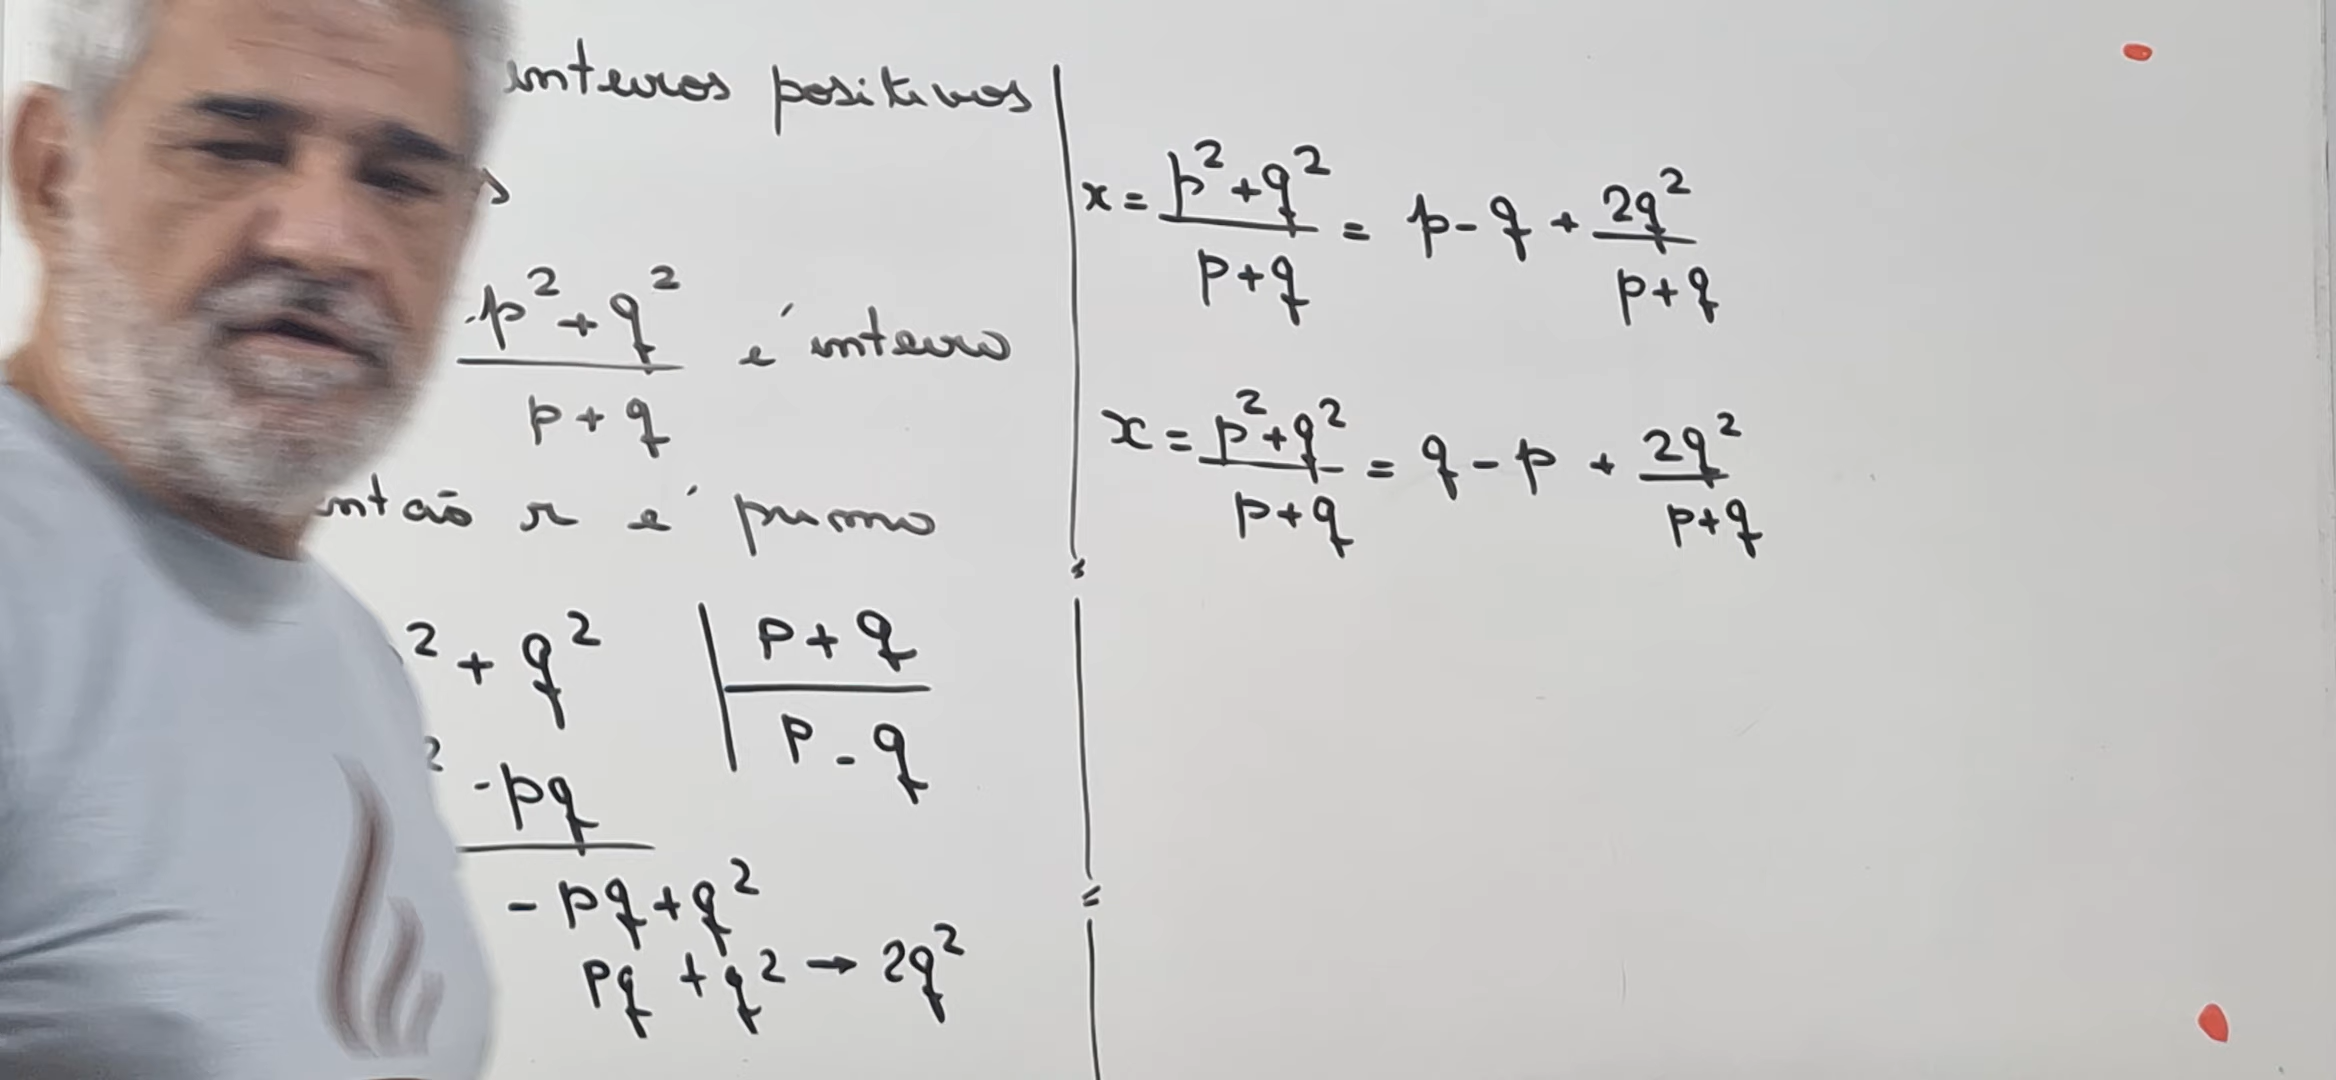 inteiros positivos
s
p² + q² / p + q é inteiro
ntão r é primo
² + q² | p + q
² - pq | p - q
- pq + q²
pq + q² → 2q²
x = p² + q² / p + q = p - q + 2q² / p + q
x = p² + q² / p + q = q - p + 2q² / p + q